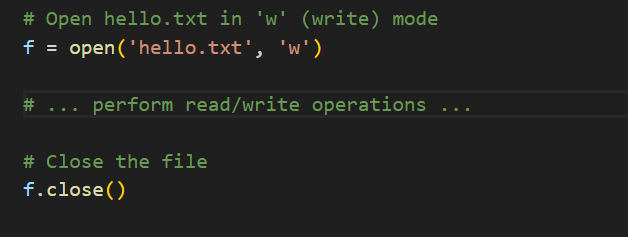 # Open hello.txt in 'w' (write) mode
f = open('hello.txt', 'w')
# ... perform read/write operations ...
# Close the file
f.close()